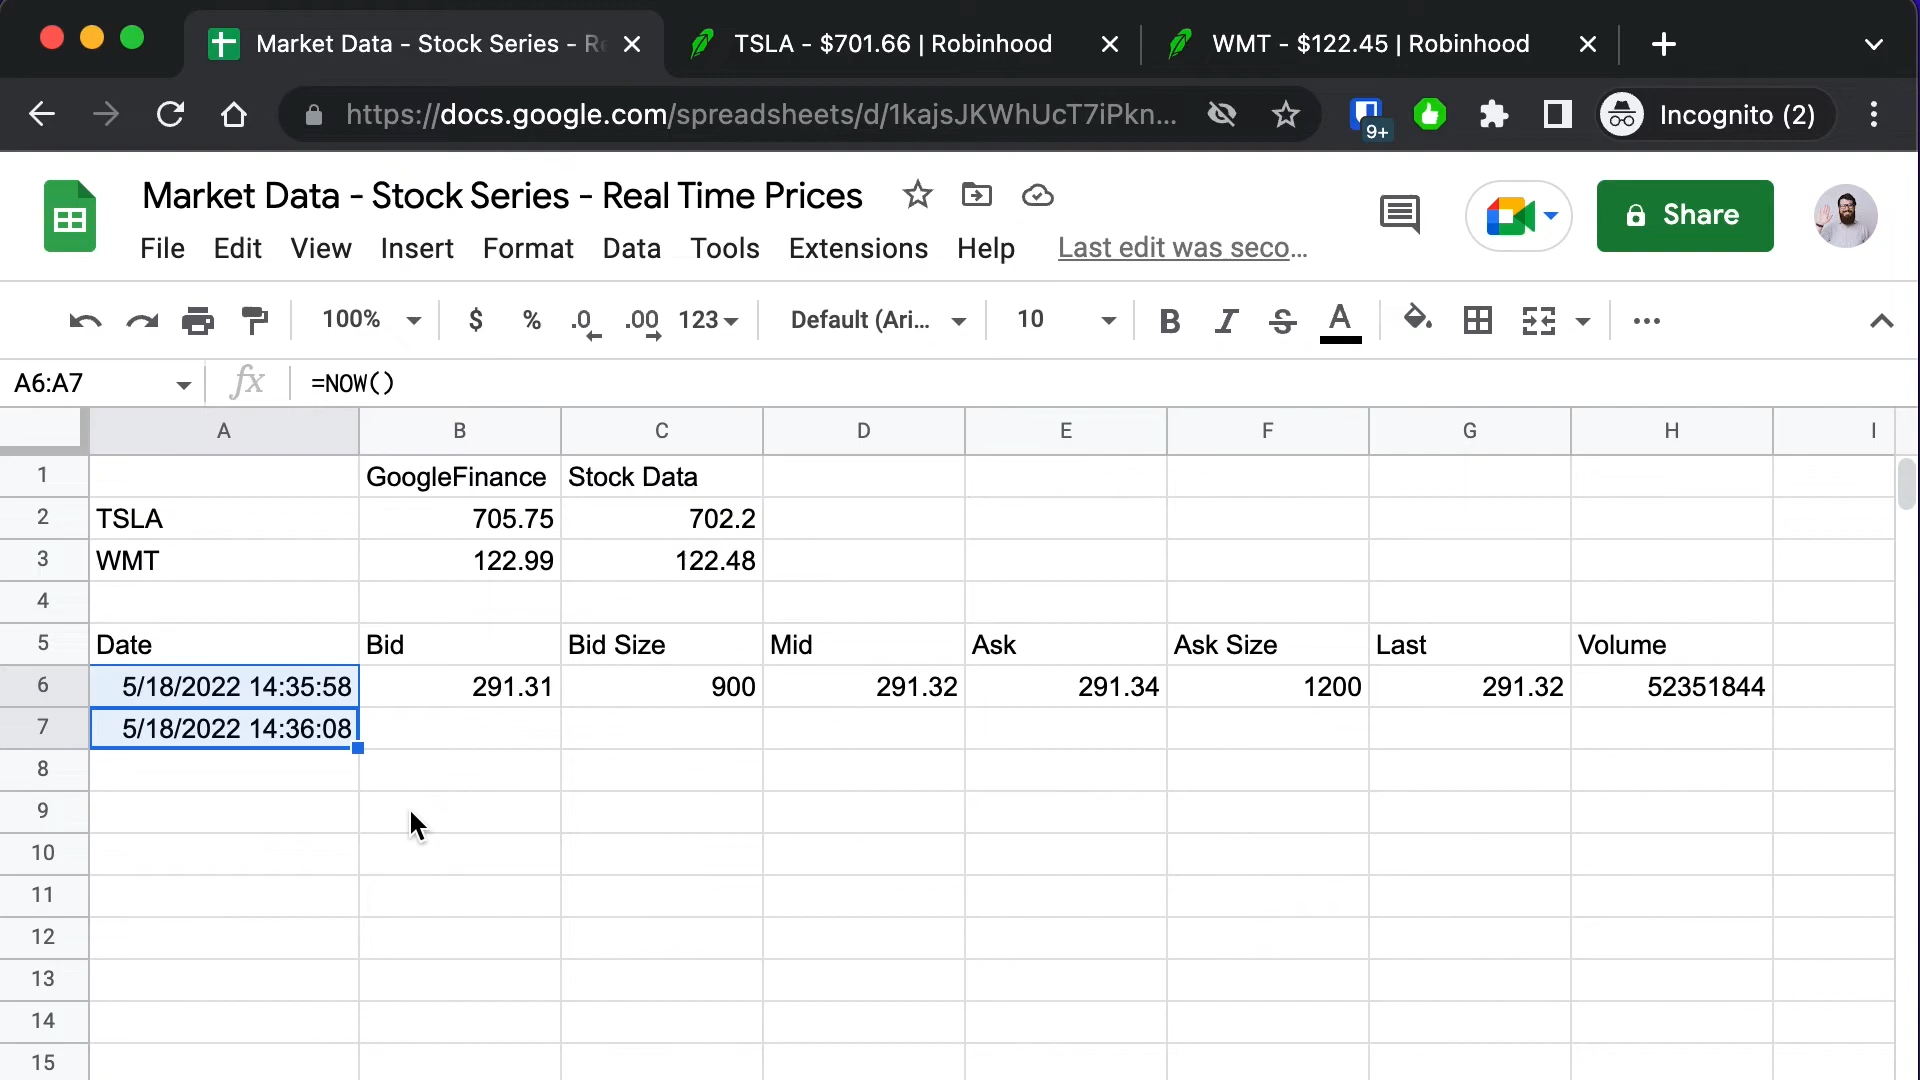 Market Data - Stock Series - Re
TSLA - $701.66 | Robinhood
WMT - $122.45 | Robinhood
https://docs.google.com/spreadsheets/d/1kajsJKWhUcT7iPkn...
9+
Incognito (2)
Market Data - Stock Series - Real Time Prices
Share
File Edit View Insert Format Data Tools Extensions Help Last edit was seco...
100% $ % .0 .00 123 Default (Ari... 10 B I S A
A6:A7 fx =NOW()
A B C D E F G H I
1 GoogleFinance Stock Data
2 TSLA 705.75 702.2
3 WMT 122.99 122.48
4
5 Date Bid Bid Size Mid Ask Ask Size Last Volume
6 5/18/2022 14:35:58 291.31 900 291.32 291.34 1200 291.32 52351844
7 5/18/2022 14:36:08
8
9
10
11
12
13
14
15